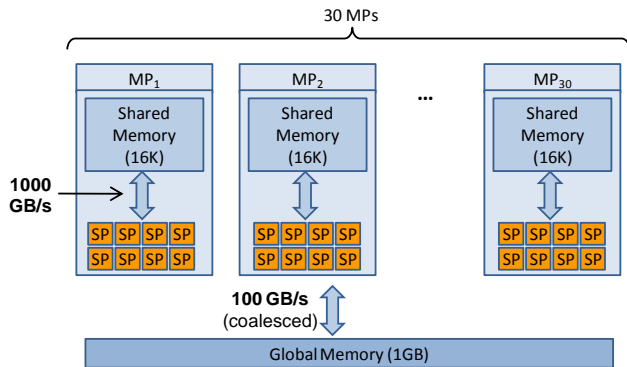 30 MPs
MP₁ MP₂ ... MP₃₀
Shared Shared Shared
Memory Memory Memory
(16K) (16K) (16K)
1000
GB/s
SP SP SP SP SP SP SP SP SP SP SP SP
SP SP SP SP SP SP SP SP SP SP SP SP
100 GB/s
(coalesced)
Global Memory (1GB)